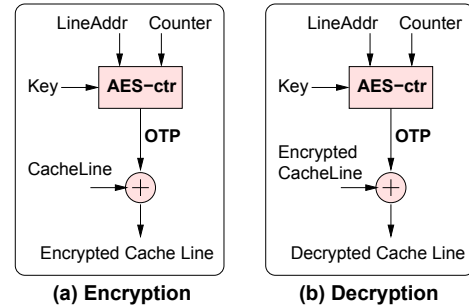 LineAddr Counter
Key
AES-ctr
OTP
CacheLine
+
Encrypted Cache Line
(a) Encryption
LineAddr Counter
Key
AES-ctr
OTP
Encrypted
CacheLine
+
Decrypted Cache Line
(b) Decryption